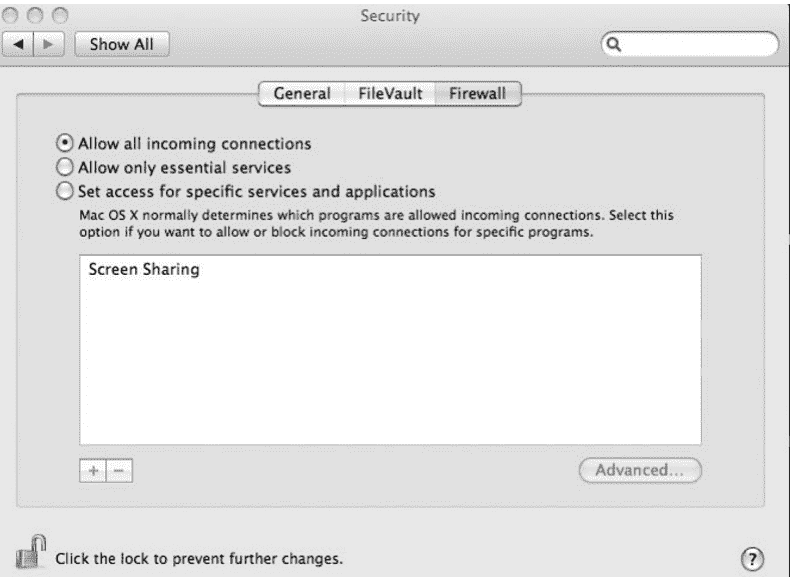 Security
Show All
General FileVault Firewall
Allow all incoming connections
Allow only essential services
Set access for specific services and applications
Mac OS X normally determines which programs are allowed incoming connections. Select this
option if you want to allow or block incoming connections for specific programs.
Screen Sharing
+ −
Advanced...
Click the lock to prevent further changes.
?